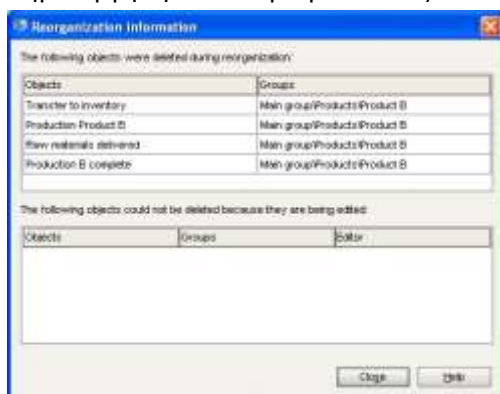 Reorganization information
The following objects were deleted during reorganization:
Objects Groups
Transfer to inventory Main group\Products\Product B
Production Product B Main group\Products\Product B
Raw materials delivered Main group\Products\Product B
Production B complete Main group\Products\Product B
The following objects could not be deleted because they are being edited:
Objects Groups Editor
Close Help